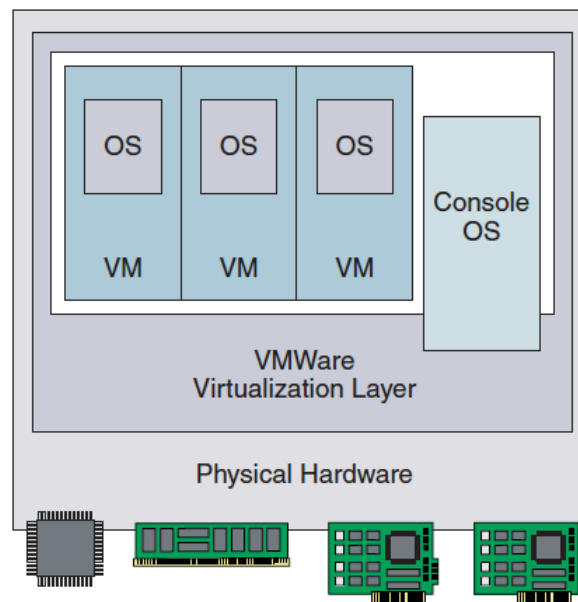 OS
OS
OS
VM
VM
VM
Console
OS
VMWare
Virtualization Layer
Physical Hardware